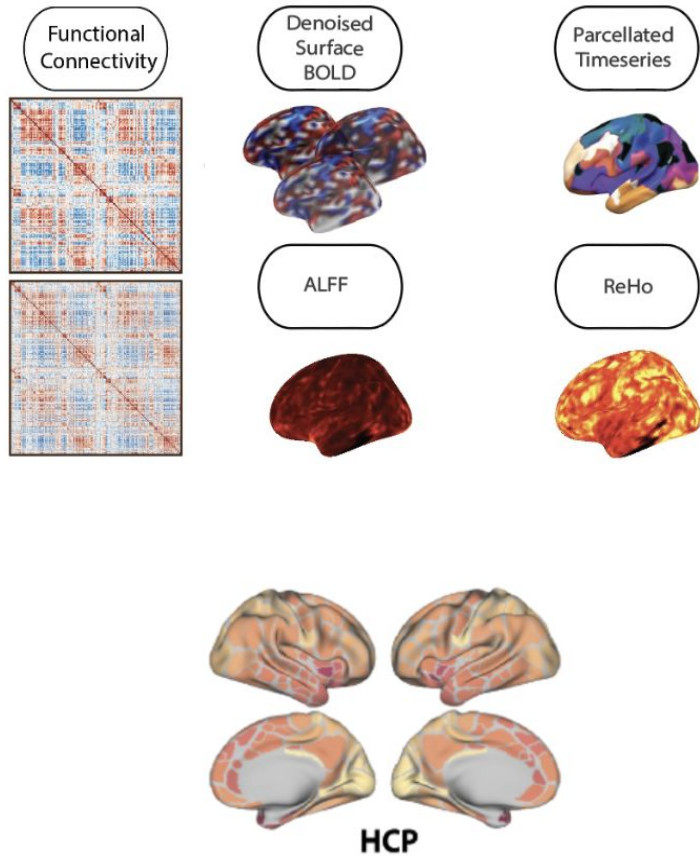 Functional
Connectivity
Denoised
Surface
BOLD
Parcellated
Timeseries
ALFF
ReHo
HCP